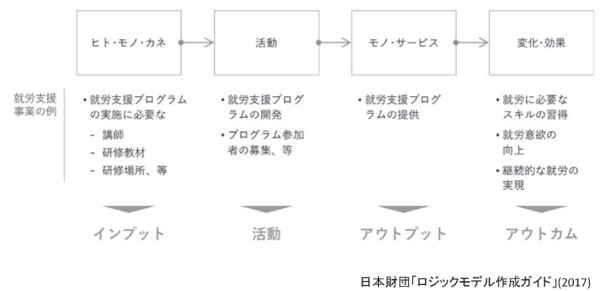 ヒト・モノ・カネ
活動
モノ・サービス
変化・効果
就労支援
事業の例
• 就労支援プログラム
の実施に必要な
- 講師
- 研修教材
- 研修場所、等
• 就労支援プログ
ラムの開発
• プログラム参加
者の募集、等
• 就労支援プログ
ラムの提供
• 就労に必要な
スキルの習得
• 就労意欲の
向上
• 継続的な就労の
実現
インプット
活動
アウトプット
アウトカム
日本財団「ロジックモデル作成ガイド」(2017)